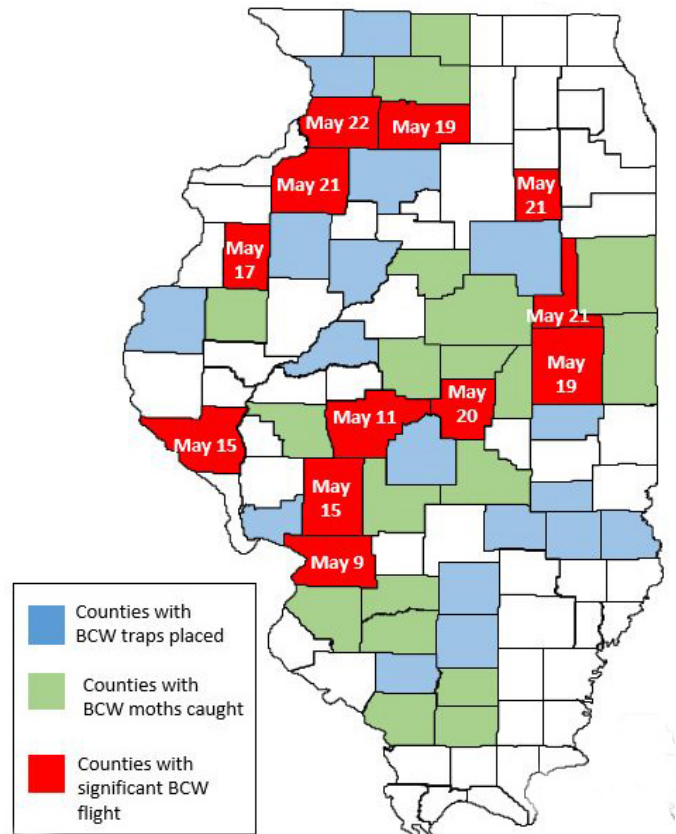 May 22
May 19
May 21
May
21
May
17
May 21
May
19
May
20
May 11
May 15
May
15
May 9
Counties with
BCW traps placed
Counties with
BCW moths caught
Counties with
significant BCW
flight